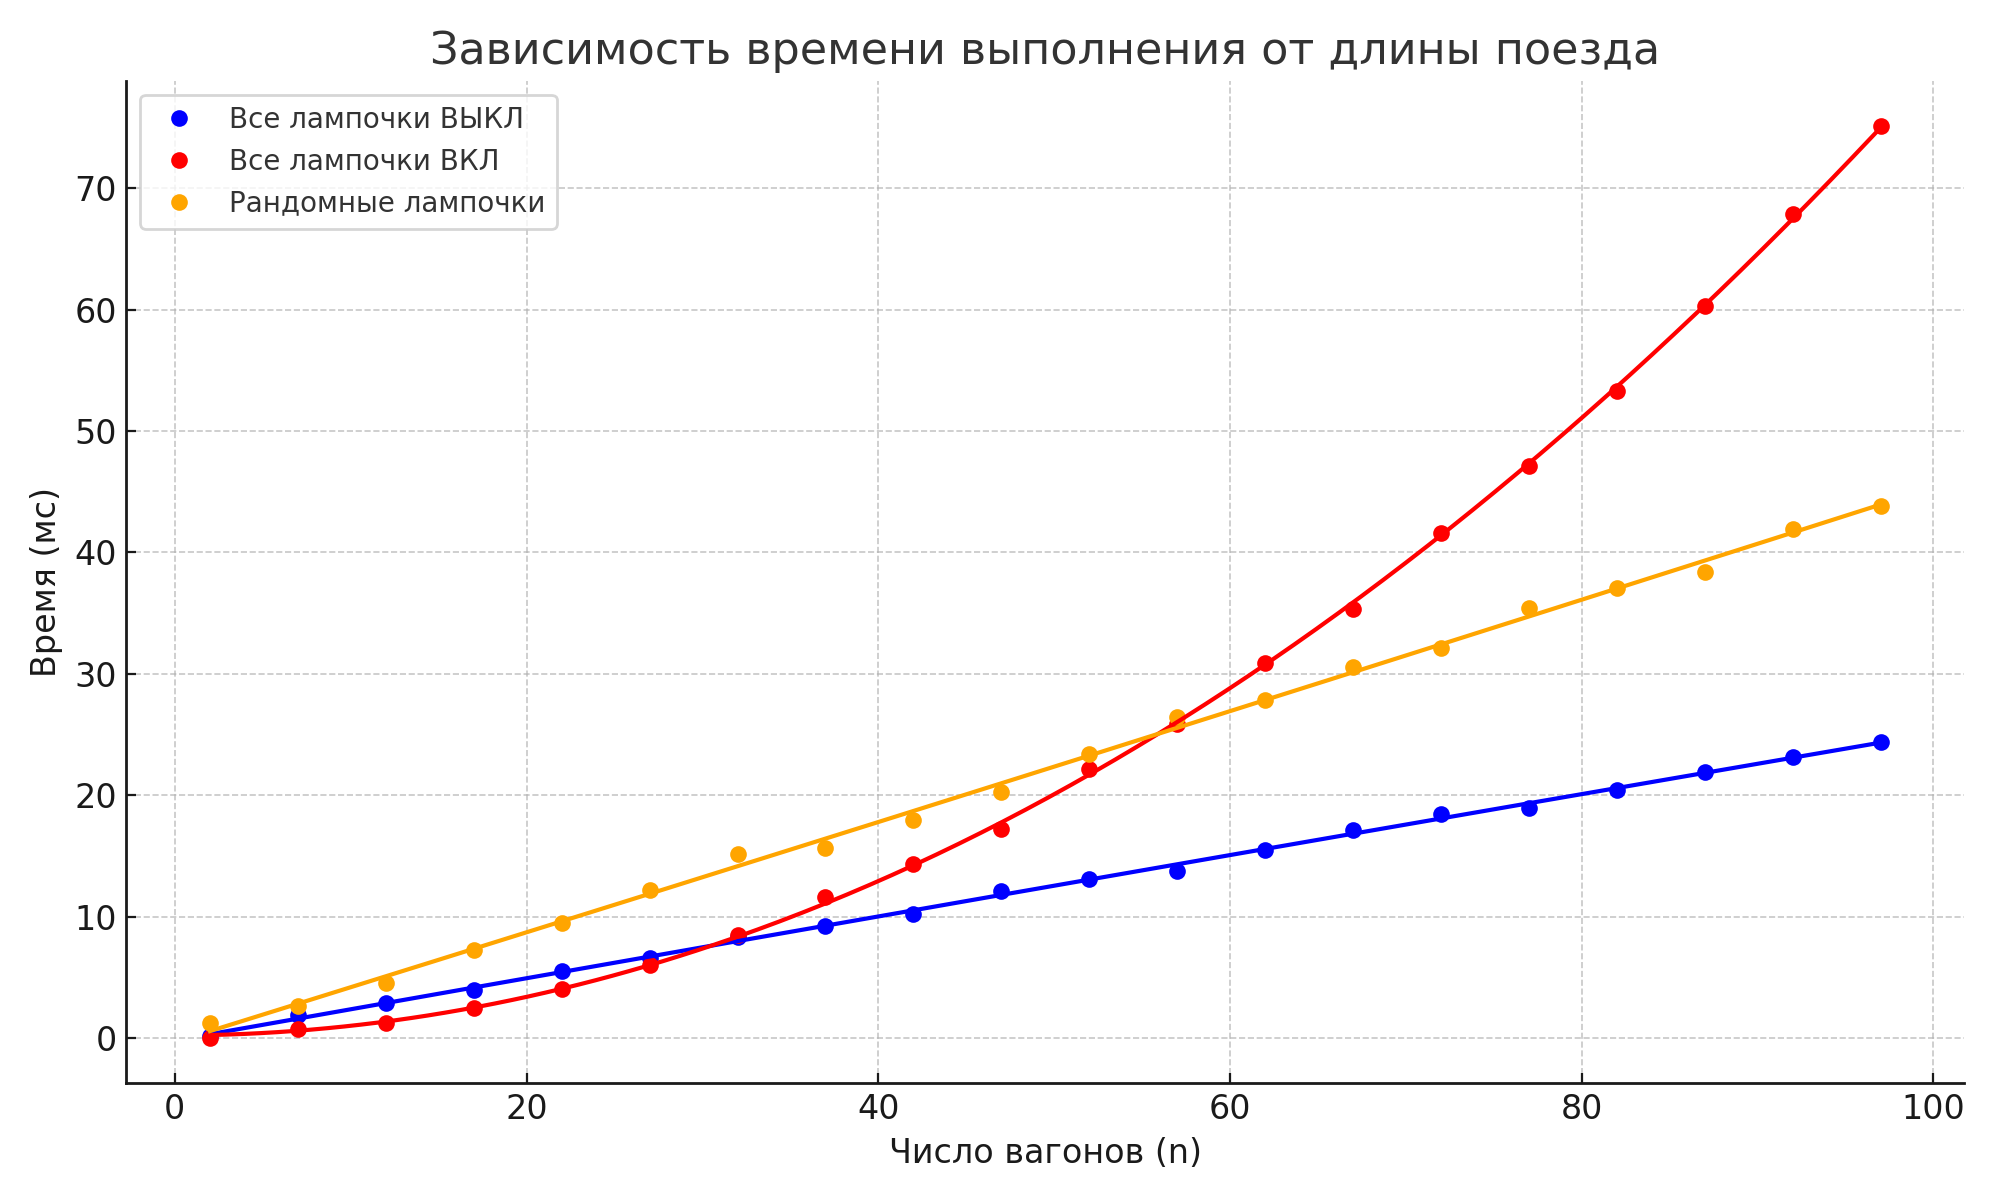 Зависимость времени выполнения от длины поезда
Все лампочки ВЫКЛ
Все лампочки ВКЛ
Рандомные лампочки
Время (мс)
70
60
50
40
30
20
10
0
0 20 40 60 80 100
Число вагонов (n)